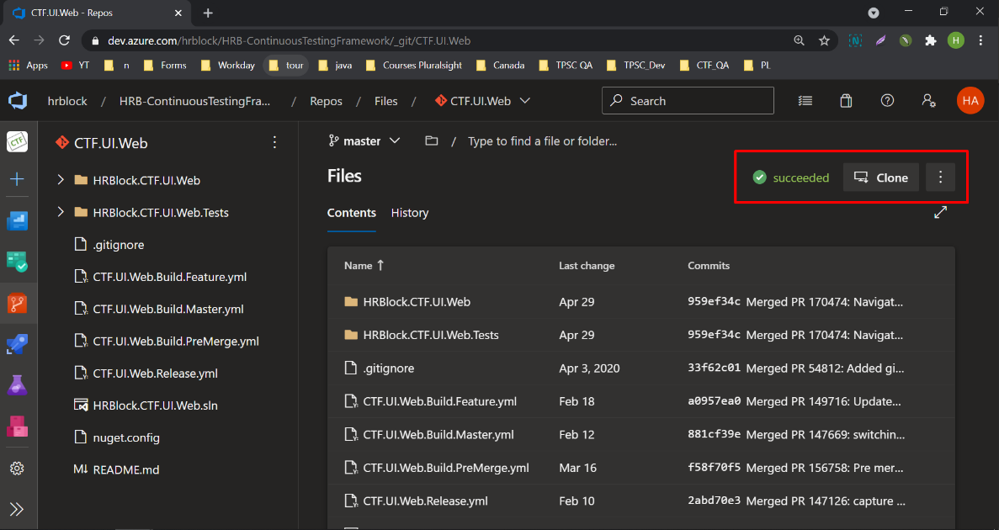 CTF.UI.Web - Repos
dev.azure.com/hrblock/HRB-ContinuousTestingFramework/_git/CTF.UI.Web
N H
Apps YT n Forms Workday tour java Courses Pluralsight Canada TPSC QA TPSC_Dev CTF_QA PL
hrblock / HRB-ContinuousTestingFra... / Repos / Files / CTF.UI.Web Search HA
CTF
CTF.UI.Web
HRBlock.CTF.UI.Web
HRBlock.CTF.UI.Web.Tests
.gitignore
CTF.UI.Web.Build.Feature.yml
CTF.UI.Web.Build.Master.yml
CTF.UI.Web.Build.PreMerge.yml
CTF.UI.Web.Release.yml
HRBlock.CTF.UI.Web.sln
nuget.config
M↓ README.md
master / Type to find a file or folder...
Files
succeeded Clone
Contents History
Name ↑ Last change Commits
HRBlock.CTF.UI.Web Apr 29 959ef34c Merged PR 170474: Navigat...
HRBlock.CTF.UI.Web.Tests Apr 29 959ef34c Merged PR 170474: Navigat...
.gitignore Apr 3, 2020 33f62c01 Merged PR 54812: Added gi...
CTF.UI.Web.Build.Feature.yml Feb 18 a0957ea0 Merged PR 149716: Update...
CTF.UI.Web.Build.Master.yml Feb 12 881cf39e Merged PR 147669: switchin...
CTF.UI.Web.Build.PreMerge.yml Mar 16 f58f70f5 Merged PR 156758: Pre mer...
CTF.UI.Web.Release.yml Feb 10 2abd70e3 Merged PR 147126: capture ...